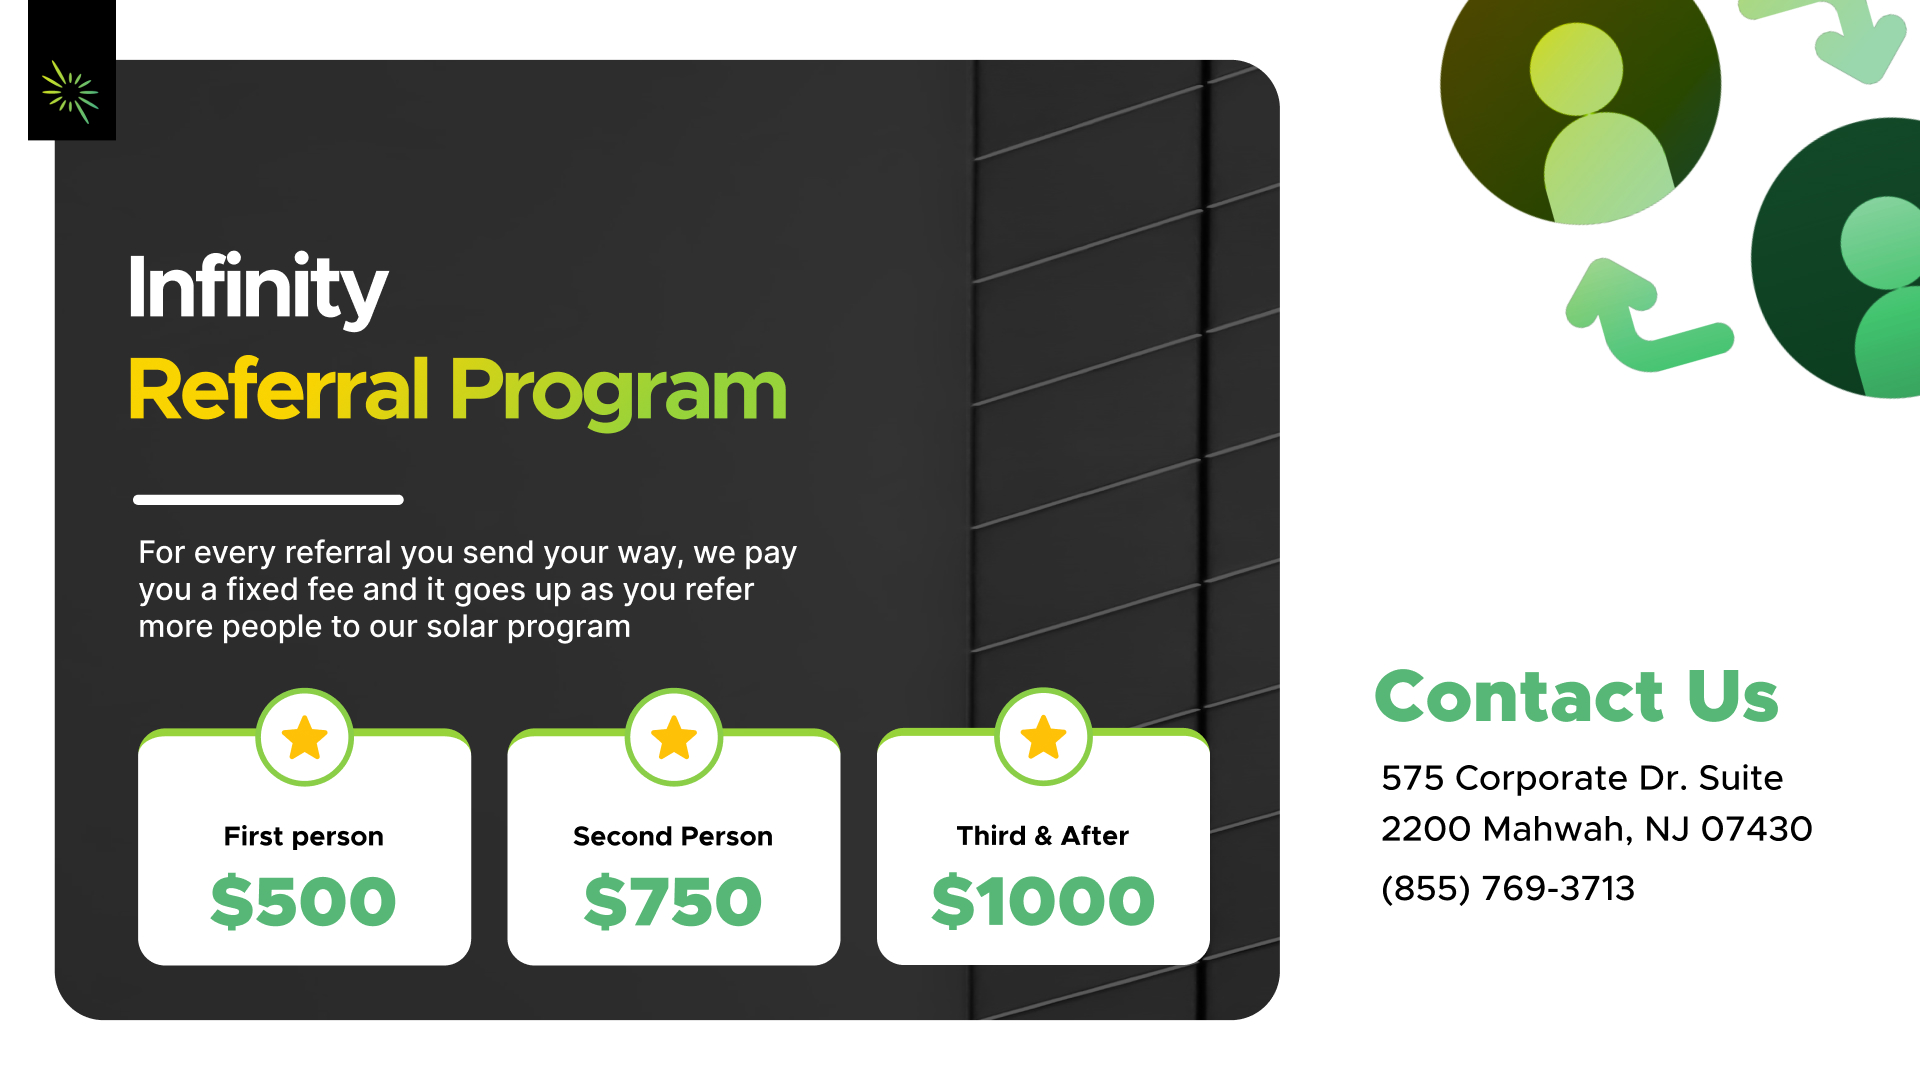 Infinity
Referral Program
For every referral you send your way, we pay
you a fixed fee and it goes up as you refer
more people to our solar program
First person
$500
Second Person
$750
Third & After
$1000
Contact Us
575 Corporate Dr. Suite
2200 Mahwah, NJ 07430
(855) 769-3713